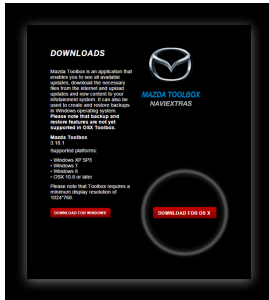 DOWNLOADS
Mazda Toolbox is an application that
enables you to see all available
updates, download the necessary
files from the internet and upload
updates and new content to your
infotainment system. It can also be
used to create and restore backups
in Windows operating system.
Please note that backup and
restore features are not yet
supported in OSX Toolbox.
Mazda Toolbox
3.18.1
Supported platforms:
• Windows XP SP3
• Windows 7
• Windows 8
• OSX 10.8 or later
Please note that Toolbox requires a
minimum display resolution of
1024*768.
DOWNLOAD FOR WINDOWS
MAZDA TOOLBOX
NAVIEXTRAS
DOWNLOAD FOR OS X